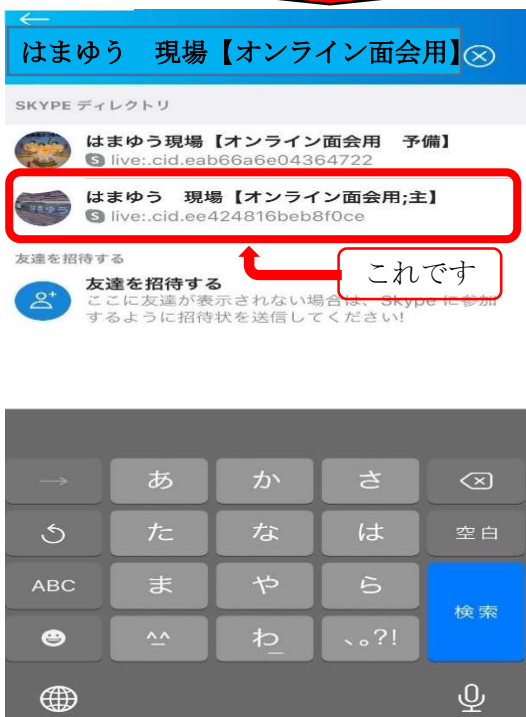 はまゆう 現場【オンライン面会用】
SKYPE ディレクトリ
はまゆう現場【オンライン面会用 予備】
live:.cid.eab66a6e04364722
はまゆう 現場【オンライン面会用;主】
live:.cid.ee424816beb8f0ce
友達を招待する
これです
友達を招待する
ここに友達が表示されない場合は、Skype に参加
するように招待状を送信してください!
→ あ か さ
た な は 空白
ABC ま や ら
検索
^^ わ_ 、。?!